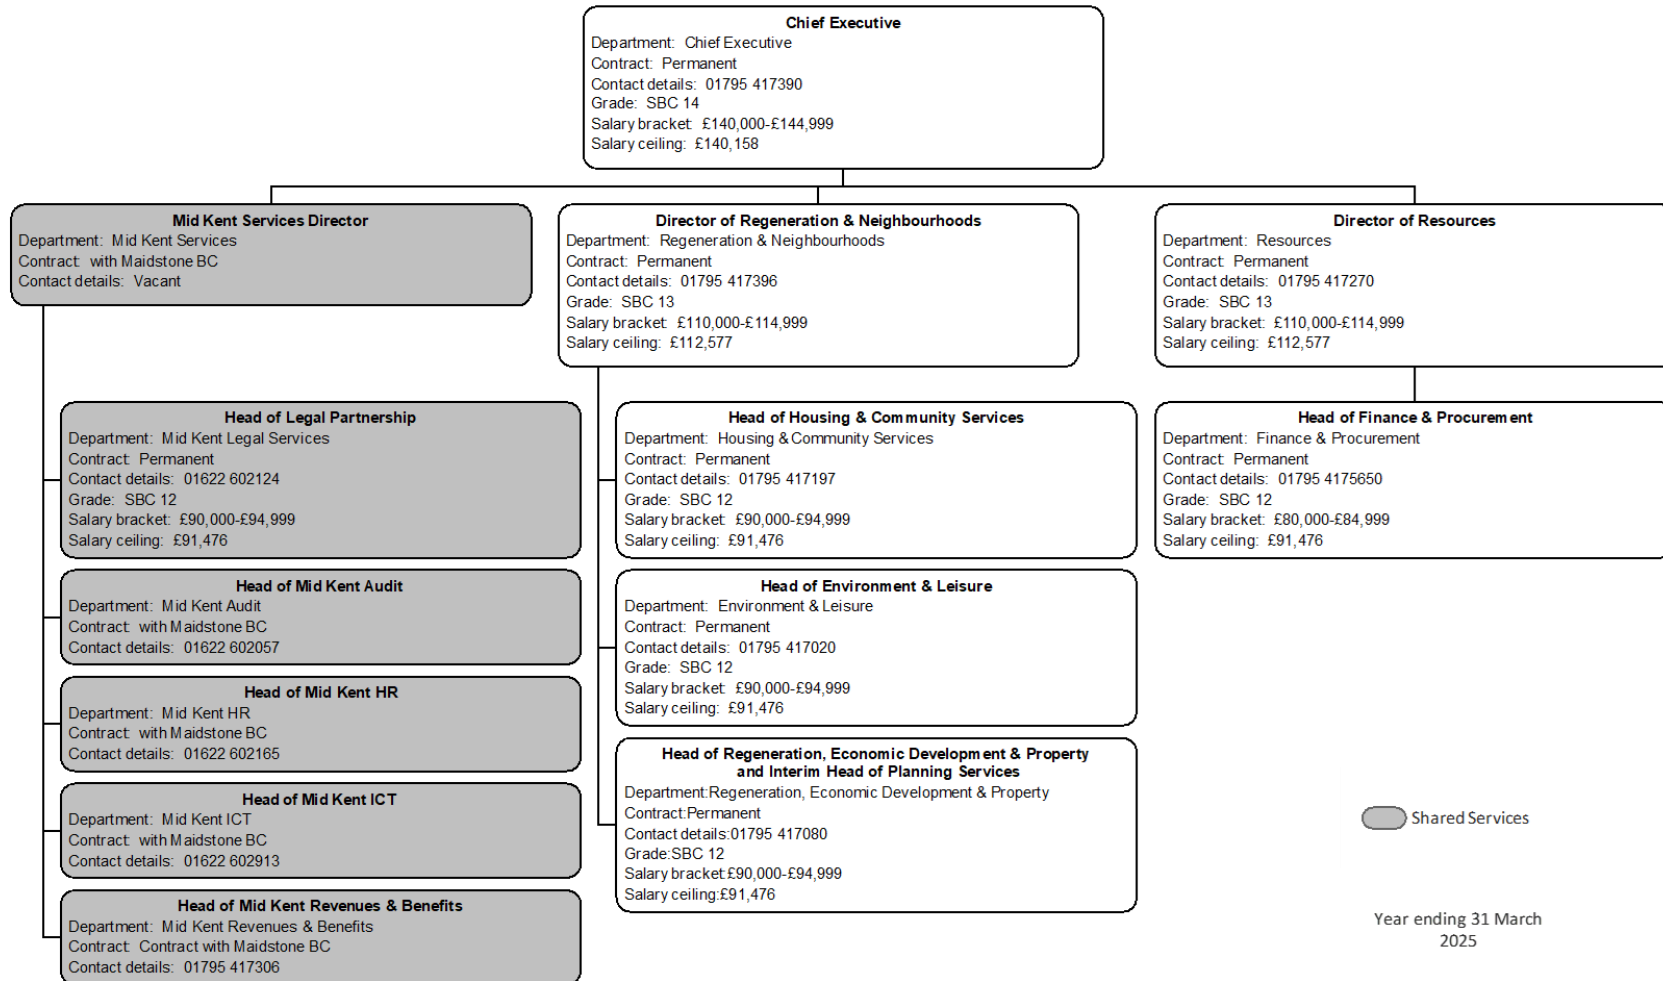 Chief Executive
Department: Chief Executive
Contract: Permanent
Contact details: 01795 417390
Grade: SBC 14
Salary bracket: £140,000-£144,999
Salary ceiling: £140,158
Mid Kent Services Director
Department: Mid Kent Services
Contract: with Maidstone BC
Contact details: Vacant
Director of Regeneration & Neighbourhoods
Department: Regeneration & Neighbourhoods
Contract: Permanent
Contact details: 01795 417396
Grade: SBC 13
Salary bracket: £110,000-£114,999
Salary ceiling: £112,577
Director of Resources
Department: Resources
Contract: Permanent
Contact details: 01795 417270
Grade: SBC 13
Salary bracket: £110,000-£114,999
Salary ceiling: £112,577
Head of Legal Partnership
Department: Mid Kent Legal Services
Contract: Permanent
Contact details: 01622 602124
Grade: SBC 12
Salary bracket: £90,000-£94,999
Salary ceiling: £91,476
Head of Mid Kent Audit
Department: Mid Kent Audit
Contract: with Maidstone BC
Contact details: 01622 602057
Head of Mid Kent HR
Department: Mid Kent HR
Contract: with Maidstone BC
Contact details: 01622 602165
Head of Mid Kent ICT
Department: Mid Kent ICT
Contract: with Maidstone BC
Contact details: 01622 602913
Head of Mid Kent Revenues & Benefits
Department: Mid Kent Revenues & Benefits
Contract: Contract with Maidstone BC
Contact details: 01795 417306
Head of Housing & Community Services
Department: Housing & Community Services
Contract: Permanent
Contact details: 01795 417197
Grade: SBC 12
Salary bracket: £90,000-£94,999
Salary ceiling: £91,476
Head of Environment & Leisure
Department: Environment & Leisure
Contract: Permanent
Contact details: 01795 417020
Grade: SBC 12
Salary bracket: £90,000-£94,999
Salary ceiling: £91,476
Head of Regeneration, Economic Development & Property
and Interim Head of Planning Services
Department:Regeneration, Economic Development & Property
Contract:Permanent
Contact details:01795 417080
Grade:SBC 12
Salary bracket:£90,000-£94,999
Salary ceiling:£91,476
Head of Finance & Procurement
Department: Finance & Procurement
Contract: Permanent
Contact details: 01795 4175650
Grade: SBC 12
Salary bracket: £80,000-£84,999
Salary ceiling: £91,476
Shared Services
Year ending 31 March
2025